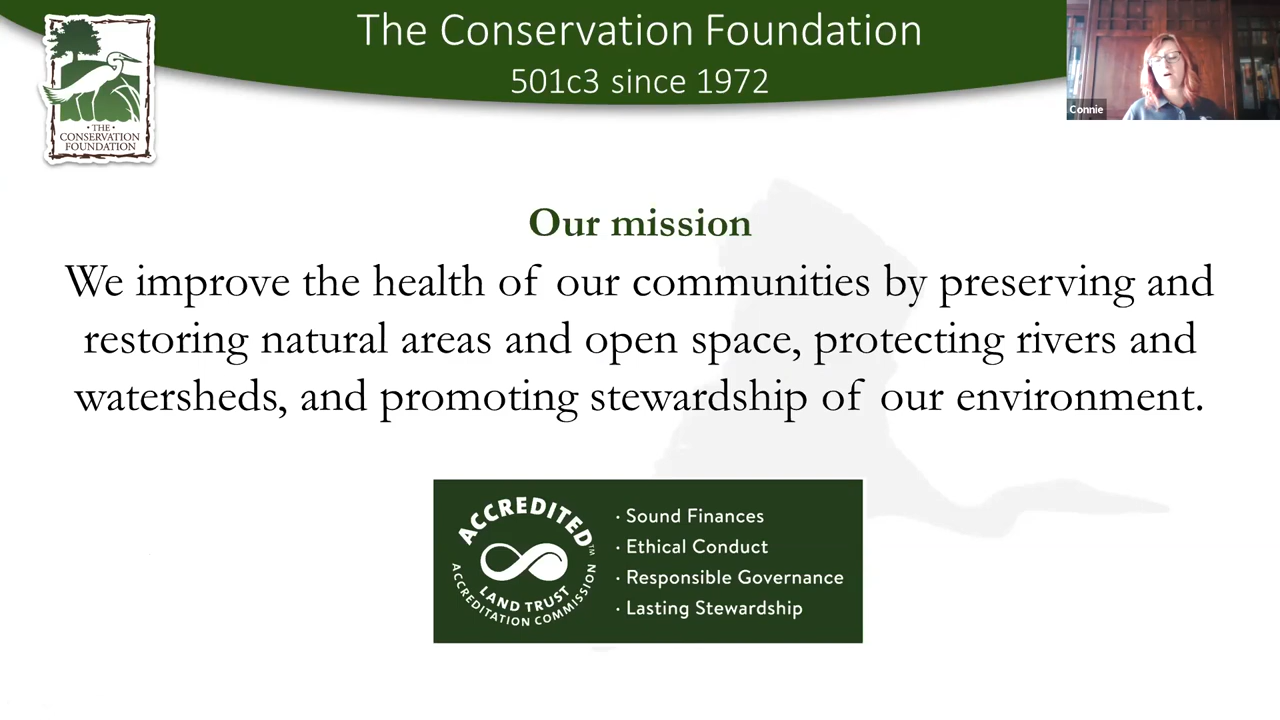 The Conservation Foundation
501c3 since 1972
Connie
· THE ·
CONSERVATION
FOUNDATION
Our mission
We improve the health of our communities by preserving and
restoring natural areas and open space, protecting rivers and
watersheds, and promoting stewardship of our environment.
ACCREDITED™
LAND TRUST
ACCREDITATION COMMISSION
· Sound Finances
· Ethical Conduct
· Responsible Governance
· Lasting Stewardship